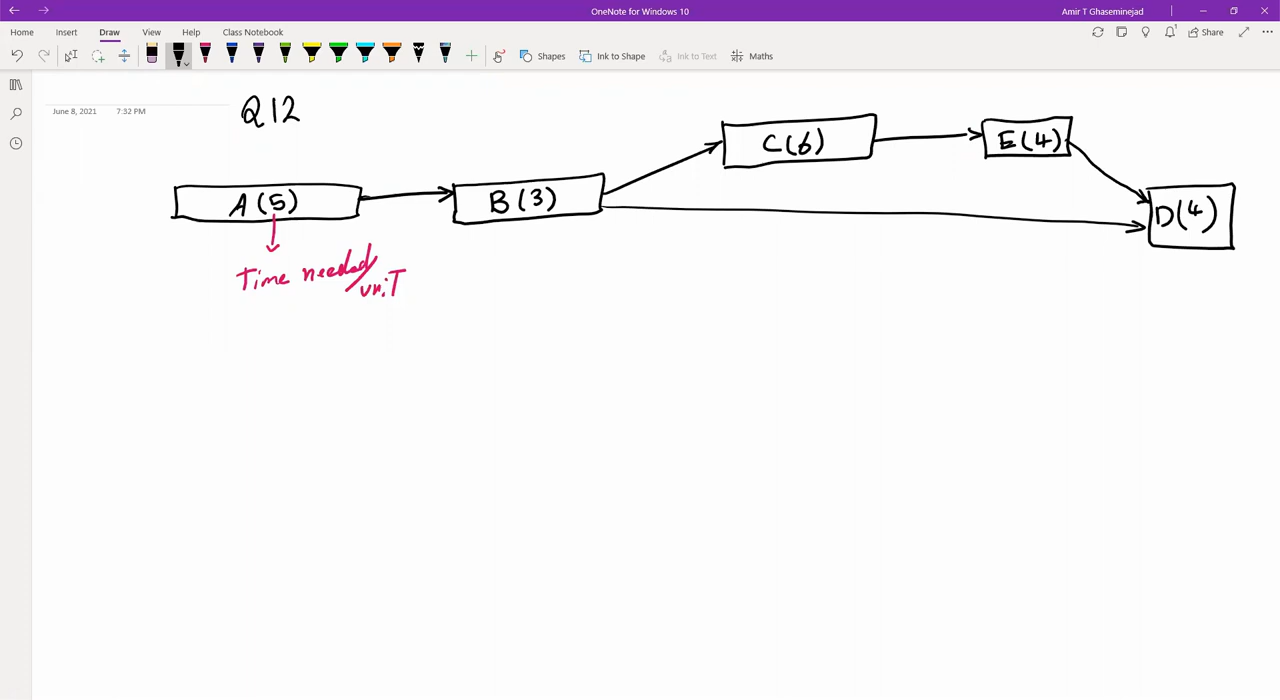 OneNote for Windows 10
Amir T Ghaseminejad
Home Insert Draw View Help Class Notebook
Share
Shapes Ink to Shape Ink to Text Maths
June 8, 2021 7:32 PM
Q12
C(6)
E(4)
A(5)
B(3)
D(4)
Time needed/unit